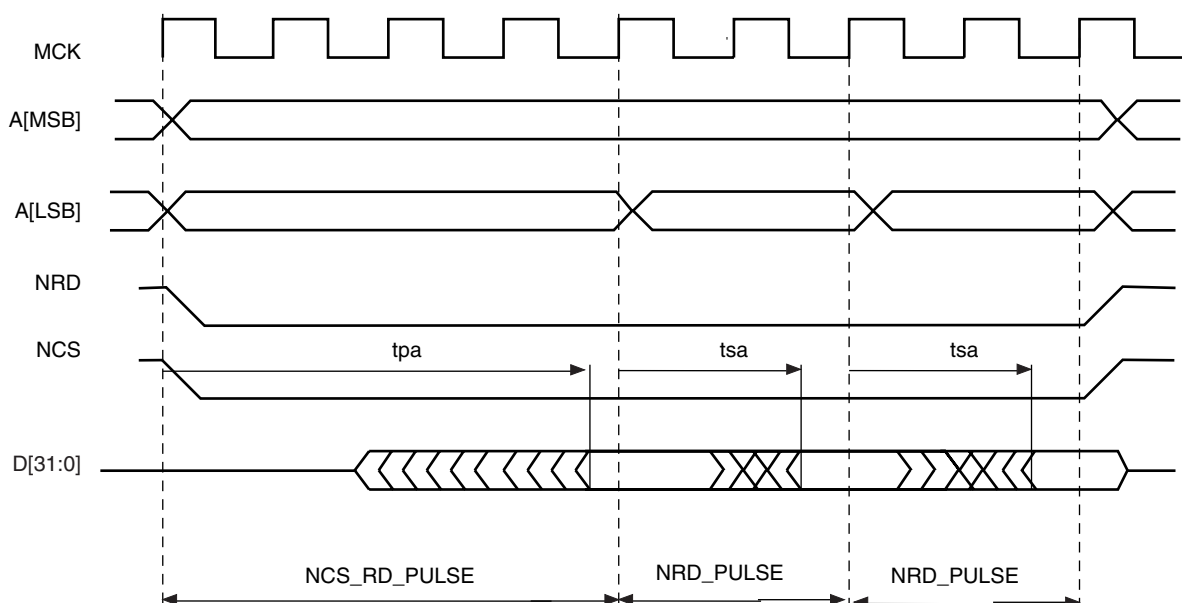 MCK
A[MSB]
A[LSB]
NRD
NCS
tpa
tsa
tsa
D[31:0]
NCS_RD_PULSE
NRD_PULSE
NRD_PULSE